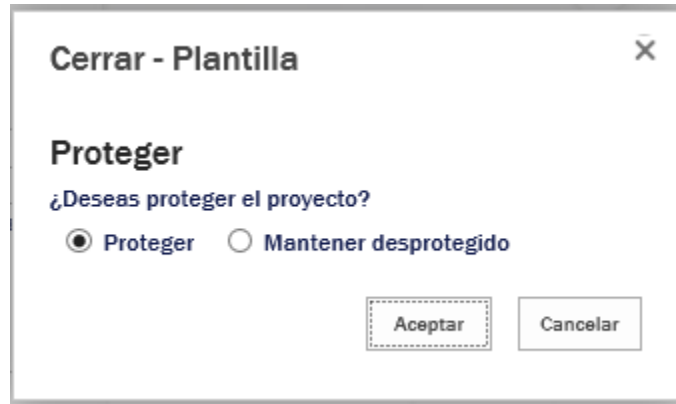 Cerrar - Plantilla
Proteger
¿Deseas proteger el proyecto?
Proteger Mantener desprotegido
Aceptar Cancelar